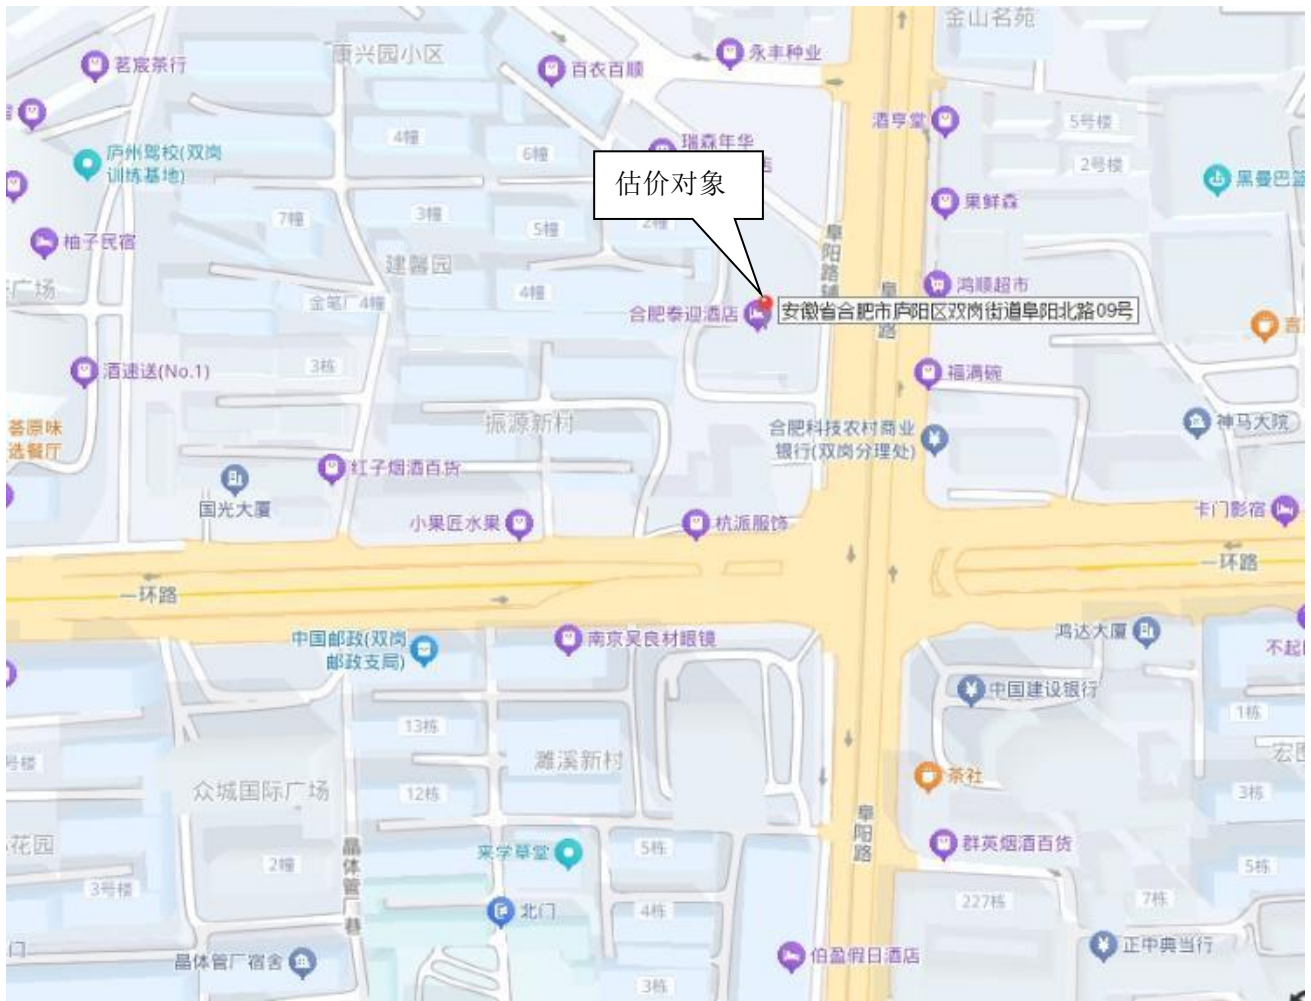 金山名苑
康兴园小区
永丰种业
茗宸茶行
百衣百顺
酒亨堂
5号楼
4幢
瑞森年华
6幢
庐州驾校(双岗
训练基地)
2号楼
黑曼巴篮
估价对象
果鲜森
7幢
3幢
5幢
2幢
柚子民宿
阜阳路辅
建馨园
广场
金笔厂4幢
4幢
鸿顺超市
合肥泰迎酒店
安徽省合肥市庐阳区双岗街道阜阳北路09号
阜
路
3栋
酒速送(No.1)
福满碗
荟原味
选餐厅
振源新村
合肥科技农村商业
银行(双岗分理处)
神马大院
红子烟酒百货
国光大厦
小果匠水果
杭派服饰
卡门影宿
一环路
一环路
中国邮政(双岗
邮政支局)
南京吴良材眼镜
鸿达大厦
不起
中国建设银行
13栋
1栋
号楼
濉溪新村
众城国际广场
12栋
茶社
3栋
花园
晶体管厂巷
来学草堂
5栋
阜阳路
群英烟酒百货
2幢
5栋
3号楼
4栋
227栋
7栋
北门
门
晶体管厂宿舍
伯盈假日酒店
正中典当行
3栋